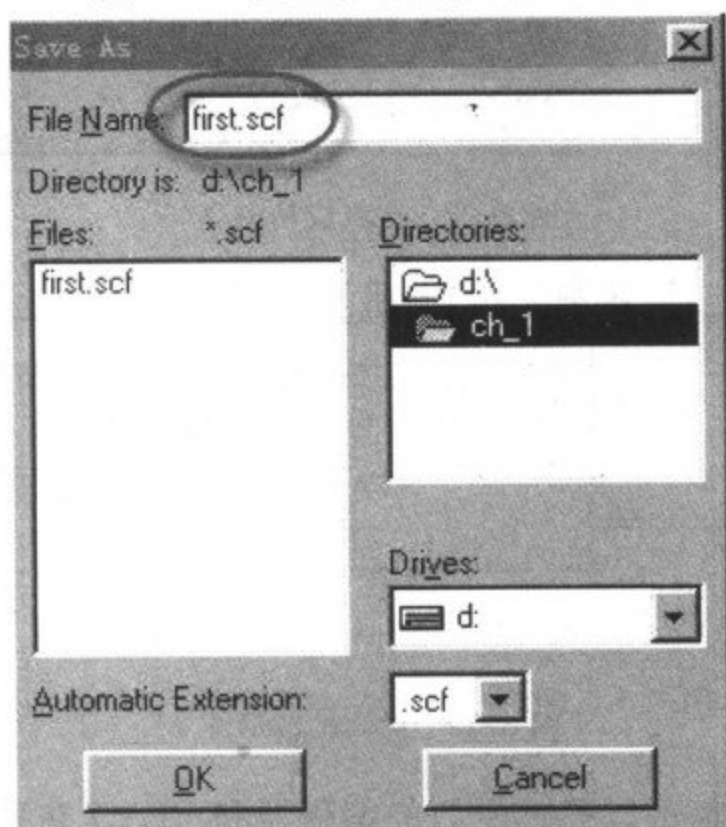 Save As
File Name: first.scf
Directory is: d:\ch_1
Files: *.scf
first.scf
Directories:
d:\
ch_1
Drives:
d:
Automatic Extension: .scf
OK Cancel